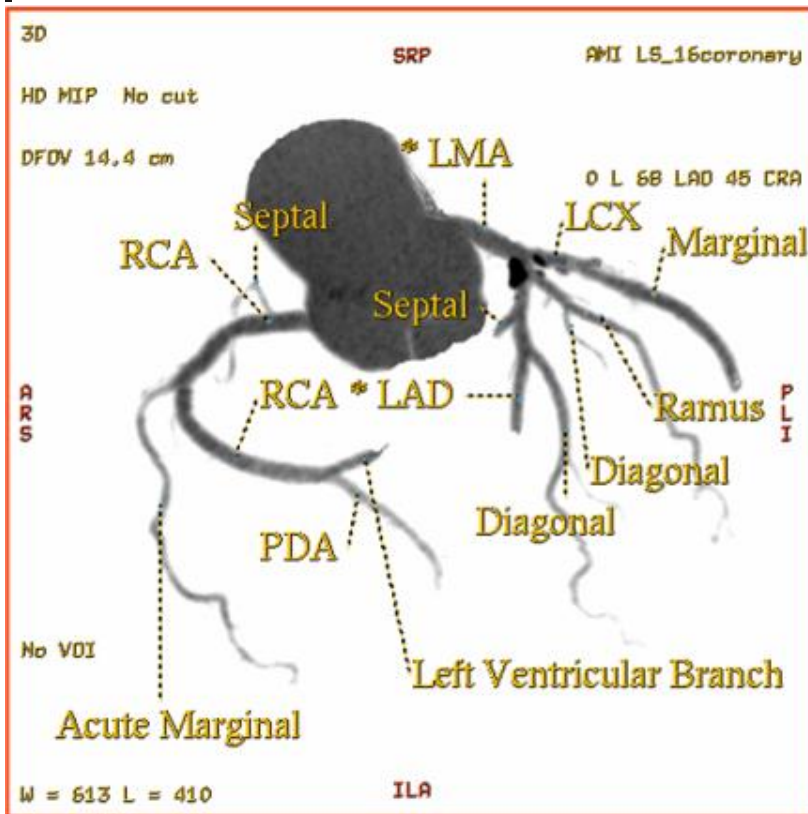 3D
SRP
AMI LS_16coronary
HD MIP No cut
DFOV 14.4 cm
* LMA
O L 68 LAO 45 CRA
Septal
LCX
RCA
Marginal
Septal
A
R
S
RCA * LAD
Ramus
P
L
I
Diagonal
Diagonal
PDA
No VOI
Left Ventricular Branch
Acute Marginal
W = 613 L = 410
ILA